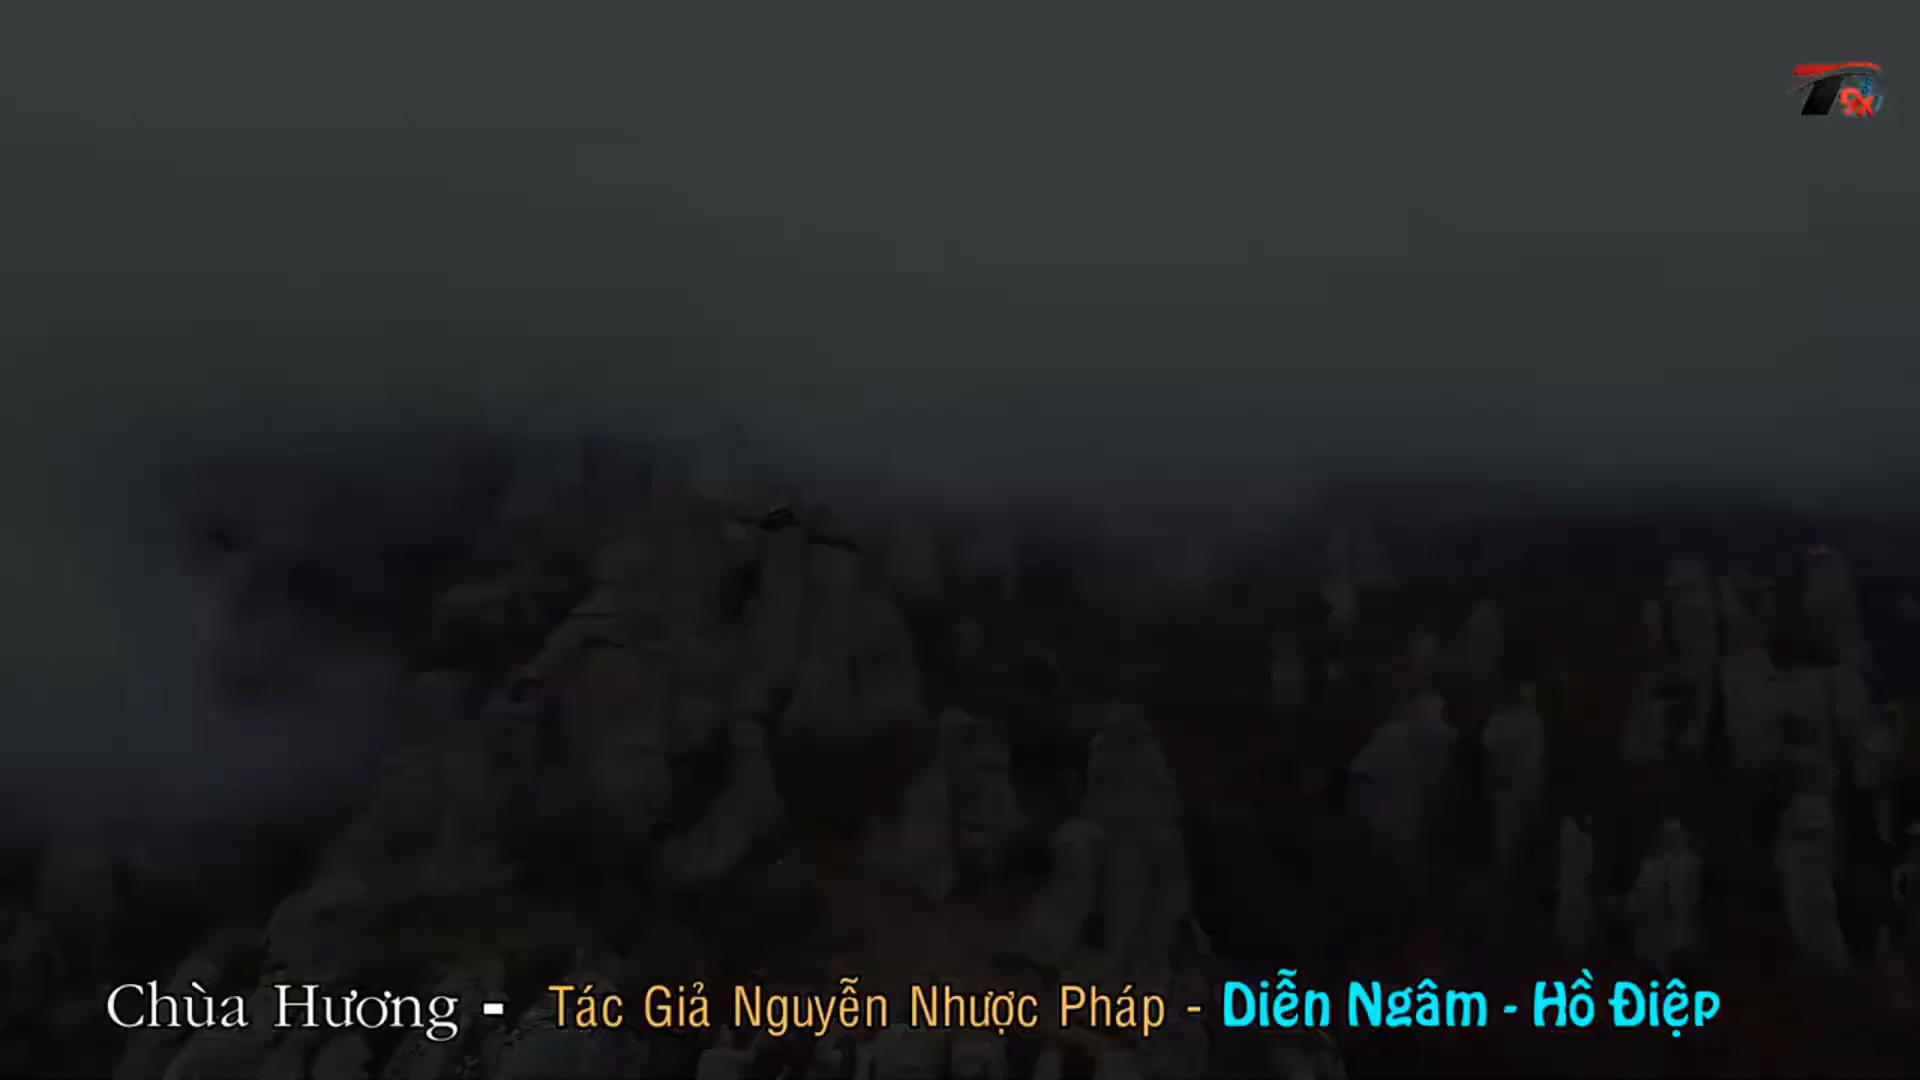 Chùa Hương - Tác Giả Nguyễn Nhược Pháp - Diễn Ngâm - Hồ Điệp